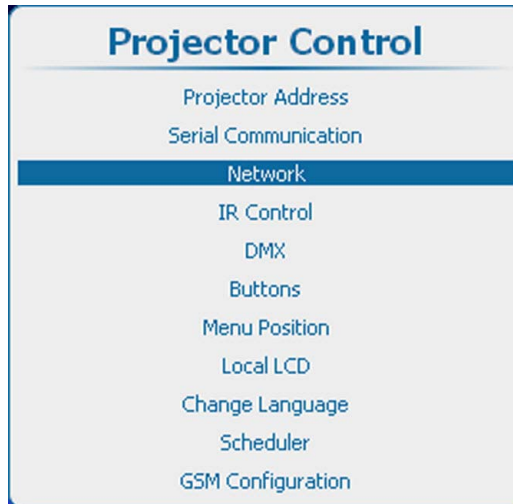 Projector Control
Projector Address
Serial Communication
Network
IR Control
DMX
Buttons
Menu Position
Local LCD
Change Language
Scheduler
GSM Configuration